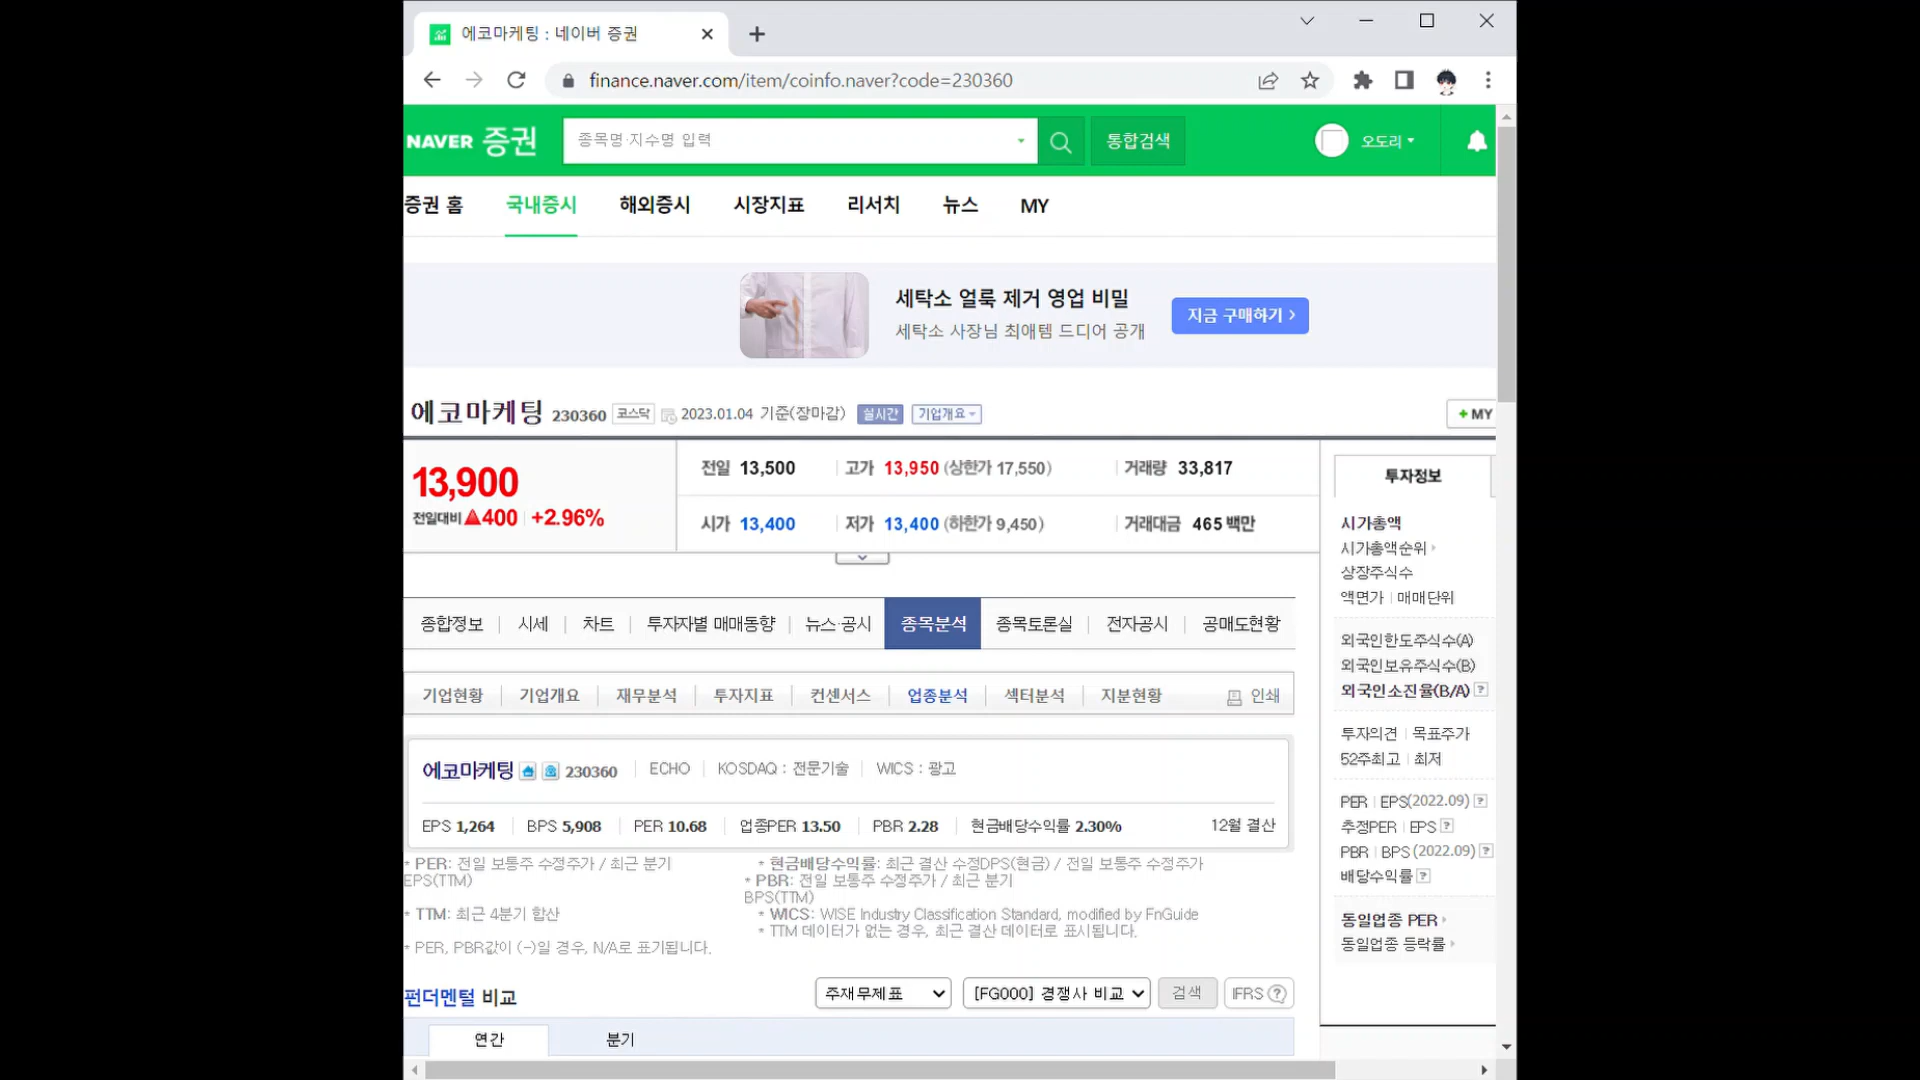 에코마케팅 : 네이버 증권
finance.naver.com/item/coinfo.naver?code=230360
NAVER 증권
종목명·지수명 입력
통합검색
오도리
증권 홈 국내증시 해외증시 시장지표 리서치 뉴스 MY
세탁소 얼룩 제거 영업 비밀
세탁소 사장님 최애템 드디어 공개
지금 구매하기 >
에코마케팅 230360 코스닥 2023.01.04 기준(장마감) 실시간 기업개요
+ MY
13,900
전일대비 ▲400 +2.96%
전일 13,500 고가 13,950 (상한가 17,550) 거래량 33,817
시가 13,400 저가 13,400 (하한가 9,450) 거래대금 465 백만
종합정보 시세 차트 투자자별 매매동향 뉴스·공시 종목분석 종목토론실 전자공시 공매도현황
기업현황 기업개요 재무분석 투자지표 컨센서스 업종분석 섹터분석 지분현황 인쇄
에코마케팅 230360 ECHO KOSDAQ : 전문기술 WICS : 광고
EPS 1,264 BPS 5,908 PER 10.68 업종PER 13.50 PBR 2.28 현금배당수익률 2.30% 12월 결산
* PER: 전일 보통주 수정주가 / 최근 분기
EPS(TTM)
* TTM: 최근 4분기 합산
* PER, PBR값이 (-)일 경우, N/A로 표기됩니다.
* 현금배당수익률: 최근 결산 수정DPS(현금) / 전일 보통주 수정주가
* PBR: 전일 보통주 수정주가 / 최근 분기
BPS(TTM)
* WICS: WISE Industry Classification Standard, modified by FnGuide
* TTM 데이터가 없는 경우, 최근 결산 데이터로 표시됩니다.
펀더멘털 비교
주재무제표 [FG000] 경쟁사 비교 검색 IFRS ?
연간 분기
투자정보
시가총액
시가총액순위
상장주식수
액면가 | 매매단위
외국인한도주식수(A)
외국인보유주식수(B)
외국인소진율(B/A) ?
투자의견 | 목표주가
52주최고 | 최저
PER | EPS(2022.09) ?
추정PER | EPS ?
PBR | BPS (2022.09) ?
배당수익률 ?
동일업종 PER
동일업종 등락률